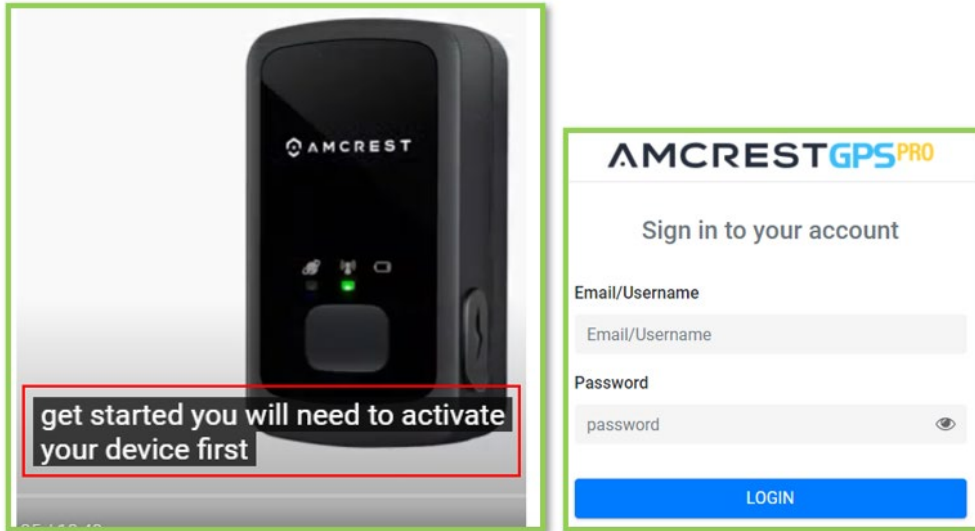 AMCREST
get started you will need to activate
your device first
AMCRESTGPSPRO
Sign in to your account
Email/Username
Email/Username
Password
password
LOGIN